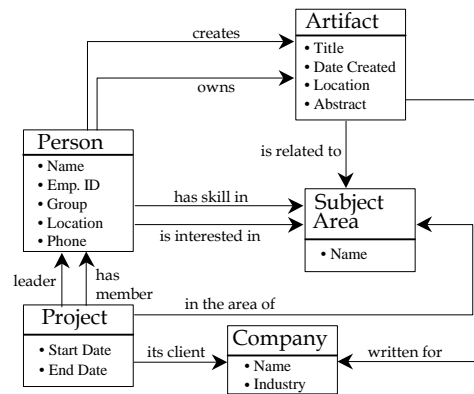 Artifact
• Title
• Date Created
• Location
• Abstract
creates
owns
Person
• Name
• Emp. ID
• Group
• Location
• Phone
is related to
has skill in
is interested in
Subject
Area
• Name
leader
has
member
in the area of
Project
• Start Date
• End Date
its client
Company
• Name
• Industry
written for